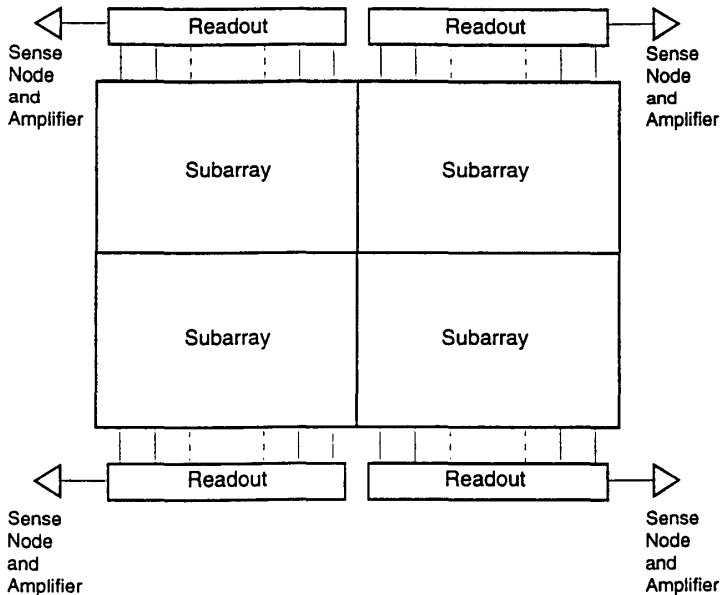 Readout
Readout
Sense
Node
and
Amplifier
Sense
Node
and
Amplifier
Subarray
Subarray
Subarray
Subarray
Readout
Readout
Sense
Node
and
Amplifier
Sense
Node
and
Amplifier